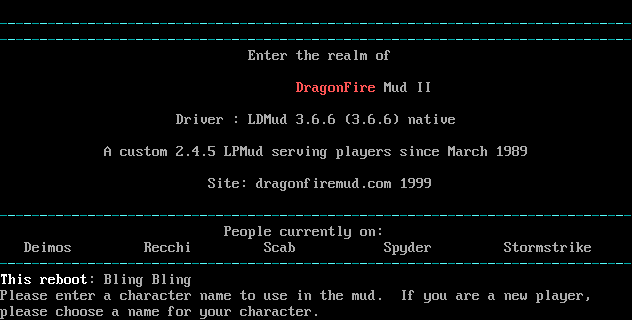 Enter the realm of
DragonFire Mud II
Driver : LDMud 3.6.6 (3.6.6) native
A custom 2.4.5 LPMud serving players since March 1989
Site: dragonfiremud.com 1999
People currently on:
Deimos Recchi Scab Spyder Stormstrike
This reboot: Bling Bling
Please enter a character name to use in the mud.  If you are a new player,
please choose a name for your character.